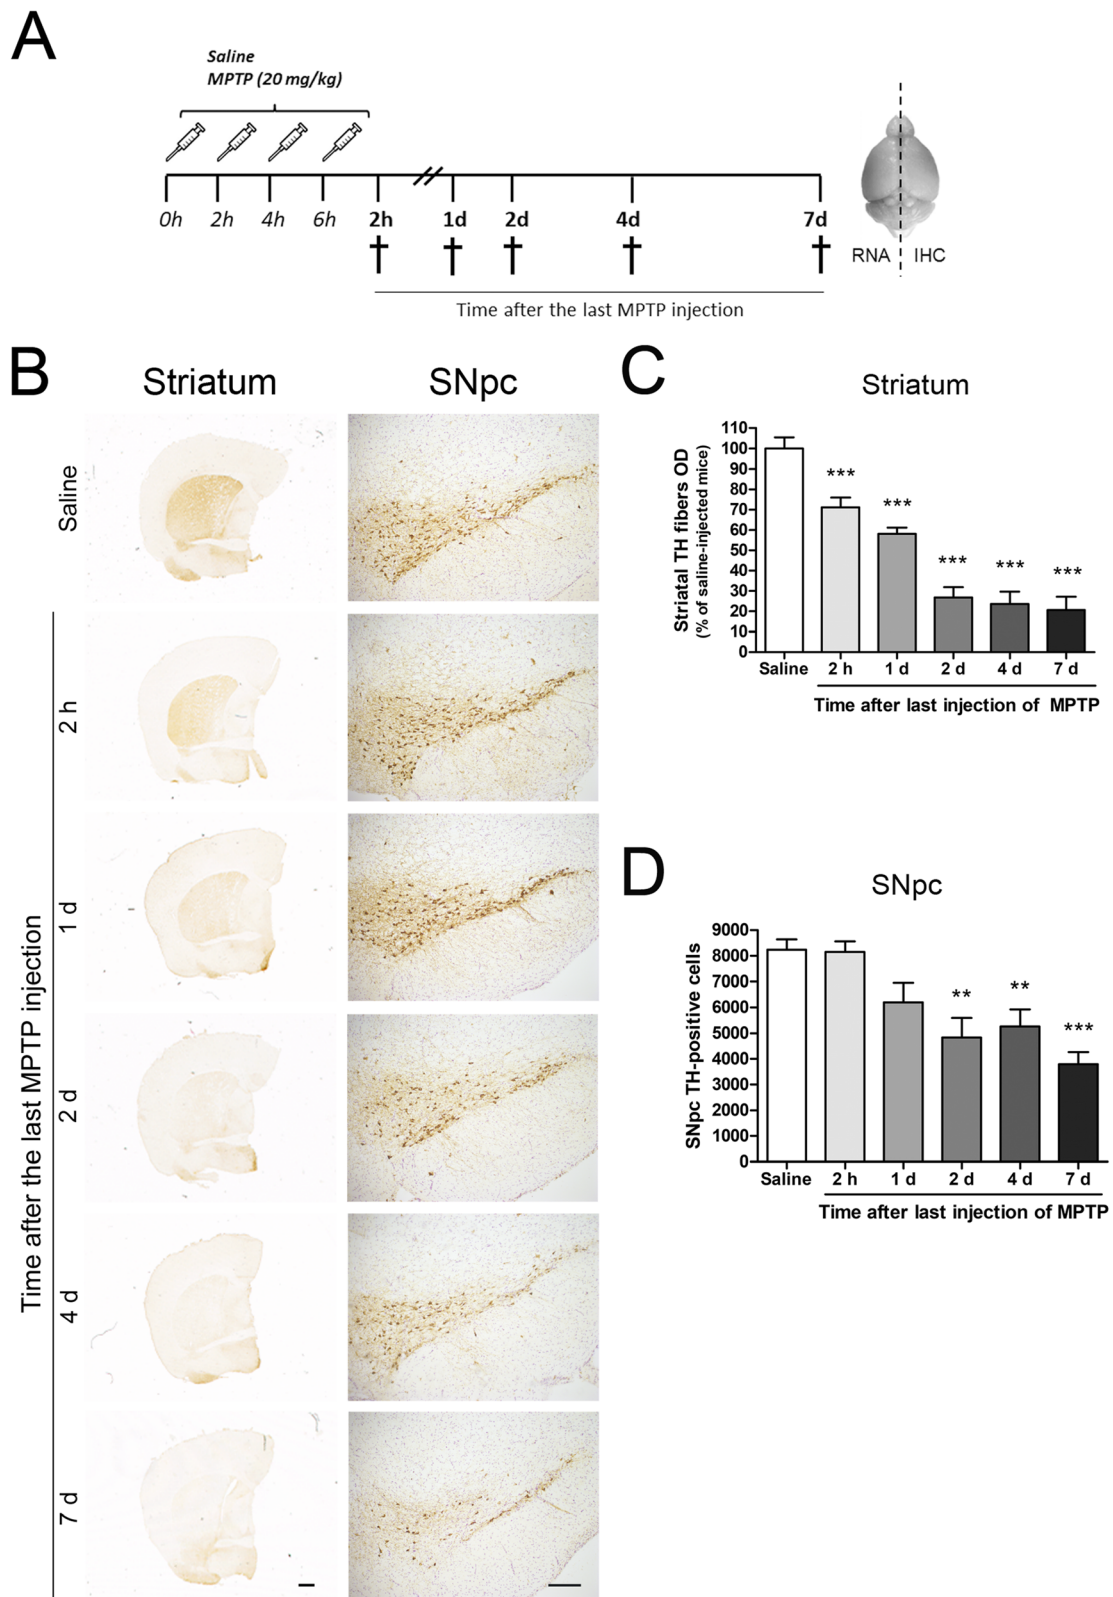 A
Saline
MPTP (20 mg/kg)
0h 2h 4h 6h 2h 1d 2d 4d 7d
RNA IHC
Time after the last MPTP injection
B
Striatum SNpc
Saline
2 h
1 d
2 d
4 d
7 d
Time after the last MPTP injection
C
Striatum
Striatal TH fibers OD
(% of saline-injected mice)
110
100
90
80
70
60
50
40
30
20
10
0
***
***
***
***
***
Saline 2 h 1 d 2 d 4 d 7 d
Time after last injection of MPTP
D
SNpc
SNpc TH-positive cells
9000
8000
7000
6000
5000
4000
3000
2000
1000
0
**
**
***
Saline 2 h 1 d 2 d 4 d 7 d
Time after last injection of MPTP